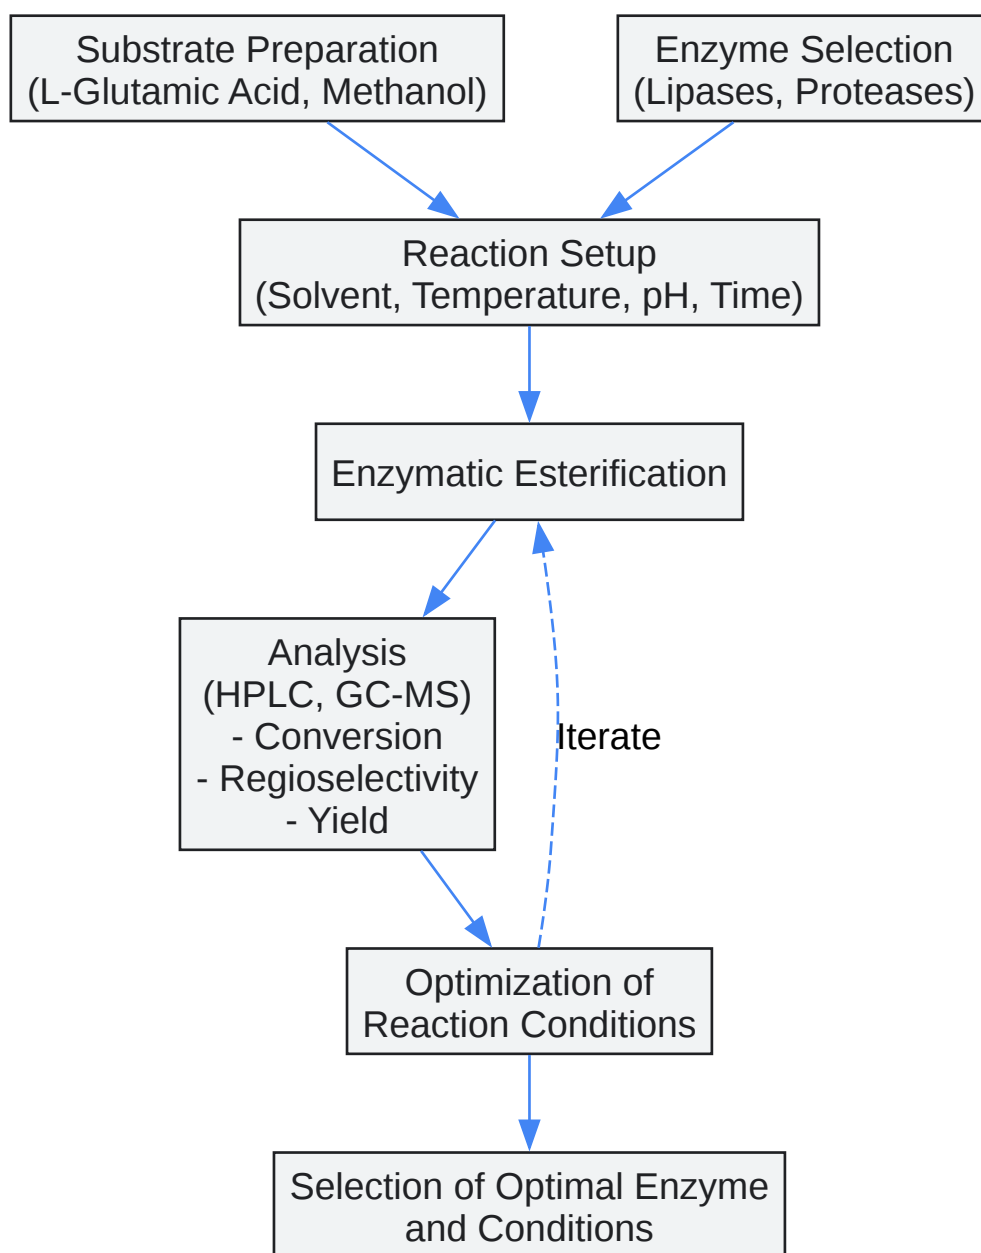 Substrate Preparation
(L-Glutamic Acid, Methanol)
Enzyme Selection
(Lipases, Proteases)
Reaction Setup
(Solvent, Temperature, pH, Time)
Enzymatic Esterification
Analysis
(HPLC, GC-MS)
- Conversion
- Regioselectivity
- Yield
Iterate
Optimization of
Reaction Conditions
Selection of Optimal Enzyme
and Conditions